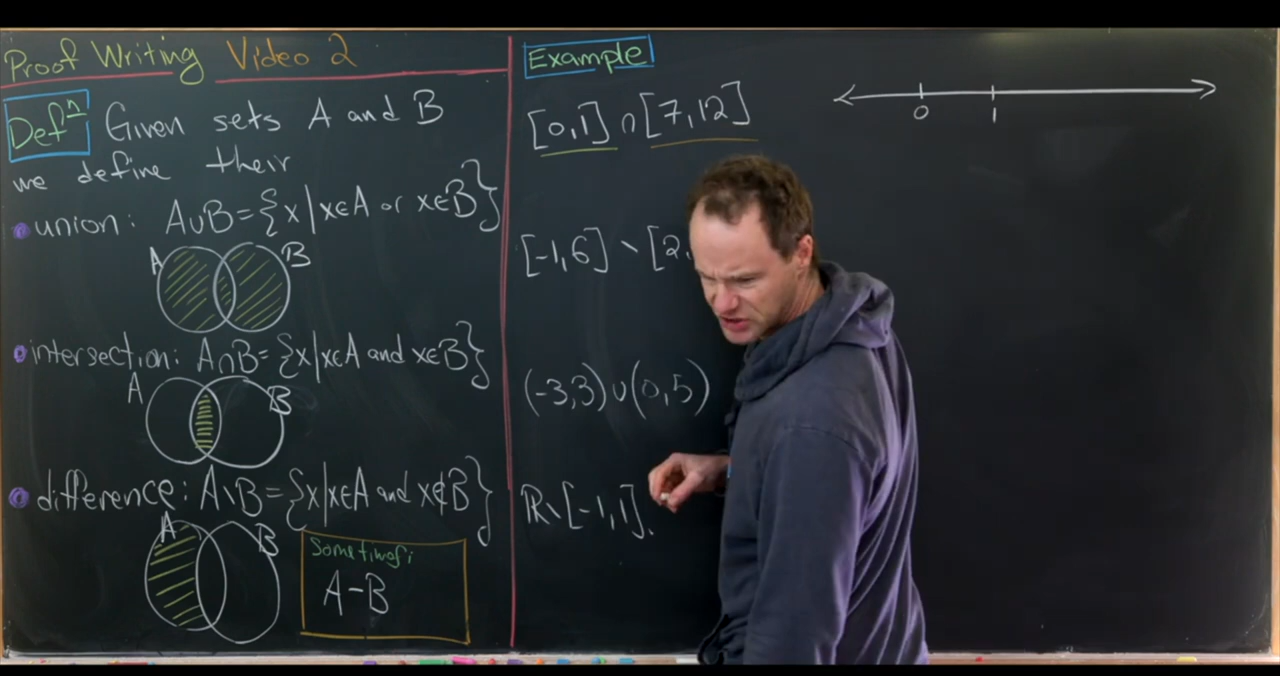 Proof Writing Video 2
Defⁿ Given sets A and B
we define their
• union: A∪B={x|x∈A or x∈B}
A B
• intersection: A∩B={x|x∈A and x∈B}
A B
• difference: A∖B={x|x∈A and x∉B}
A B
Sometimes:
A-B
Example
[0,1]∩[7,12]
[-1,6]∖[2,
(-3,3)∪(0,5)
ℝ∖[-1,1].
0 1